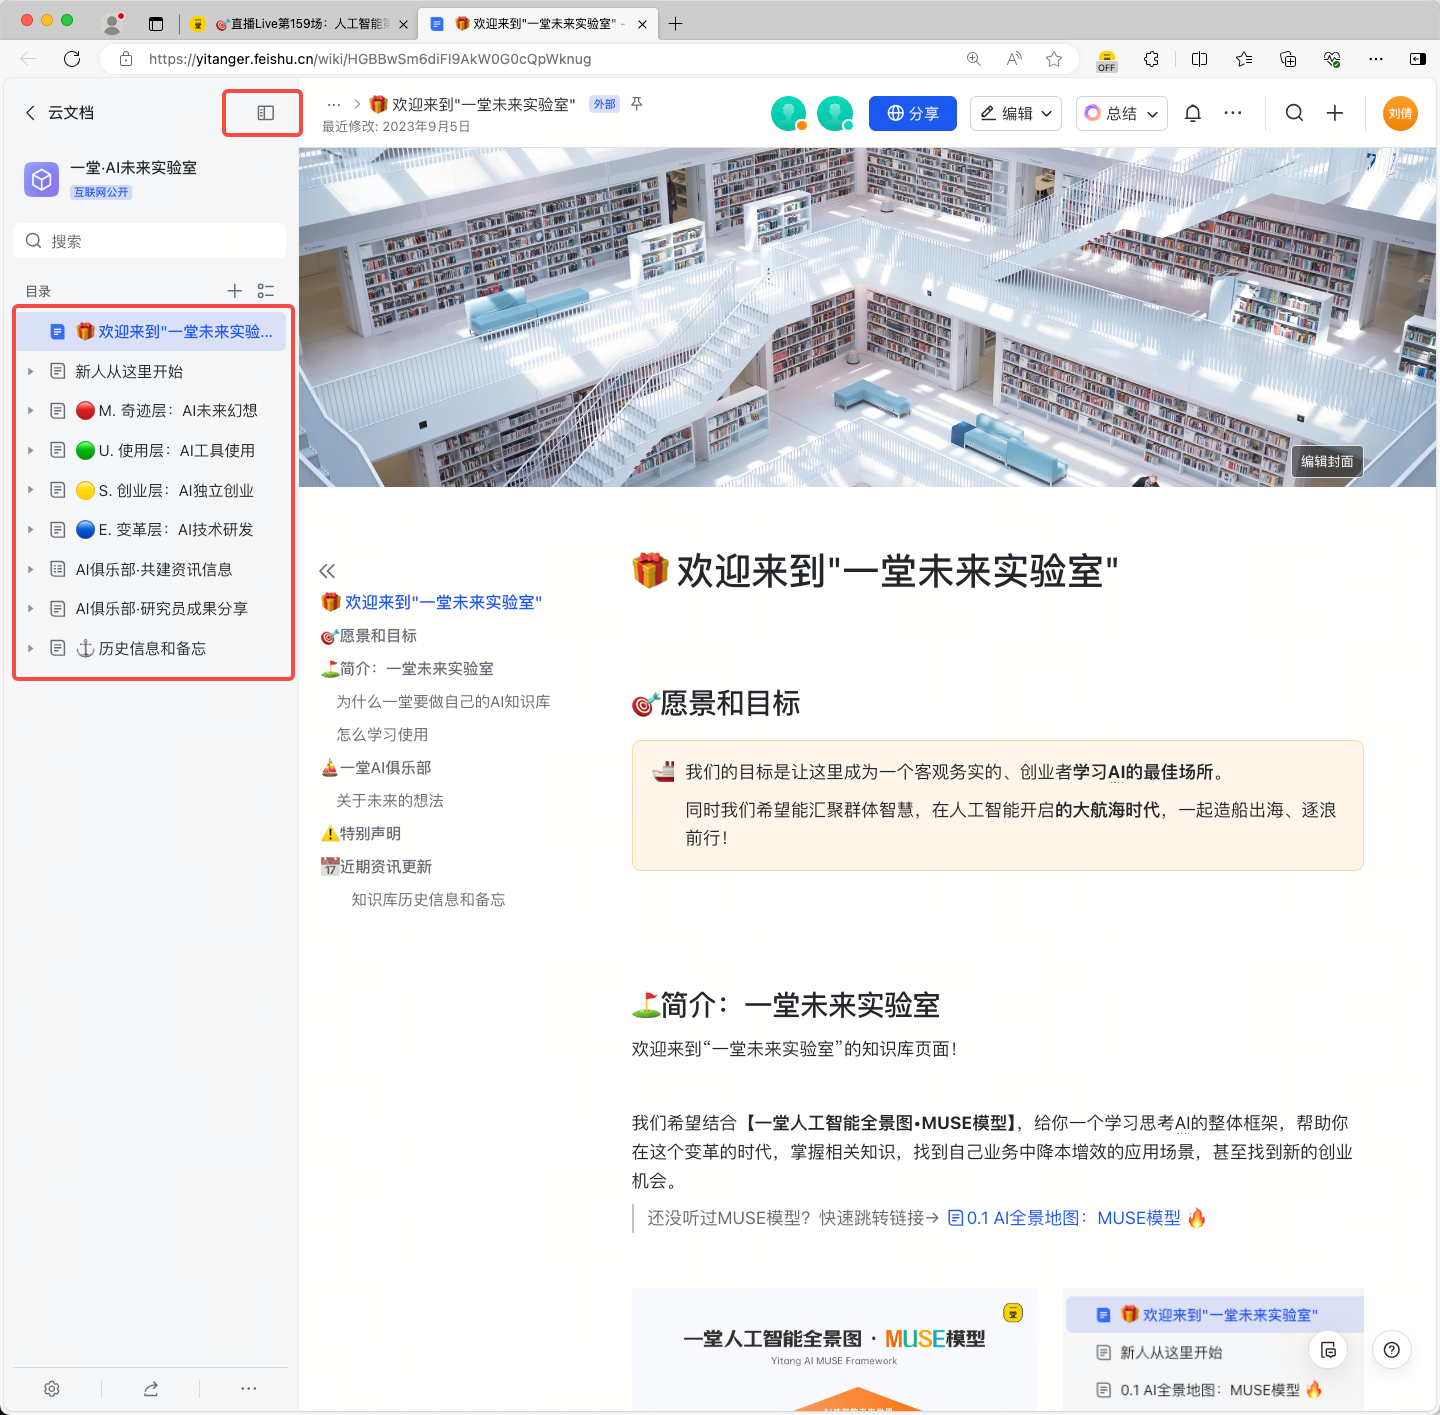 直播Live第159场：人工智能
欢迎来到"一堂未来实验室" -
https://yitanger.feishu.cn/wiki/HGBBwSm6diFI9AkW0G0cQpWknug
OFF
云文档
欢迎来到"一堂未来实验室"
外部
最近修改: 2023年9月5日
分享
编辑
总结
刘倩
一堂·AI未来实验室
互联网公开
搜索
目录
欢迎来到"一堂未来实验...
新人从这里开始
M. 奇迹层：AI未来幻想
U. 使用层：AI工具使用
S. 创业层：AI独立创业
E. 变革层：AI技术研发
AI俱乐部·共建资讯信息
AI俱乐部·研究员成果分享
历史信息和备忘
7
编辑封面
欢迎来到"一堂未来实验室"
愿景和目标
简介：一堂未来实验室
为什么一堂要做自己的AI知识库
怎么学习使用
一堂AI俱乐部
关于未来的想法
特别声明
近期资讯更新
知识库历史信息和备忘
欢迎来到"一堂未来实验室"
愿景和目标
我们的目标是让这里成为一个客观务实的、创业者学习AI的最佳场所。
同时我们希望能汇聚群体智慧，在人工智能开启的大航海时代，一起造船出海、逐浪
前行！
简介：一堂未来实验室
欢迎来到“一堂未来实验室”的知识库页面！
我们希望结合【一堂人工智能全景图•MUSE模型】，给你一个学习思考AI的整体框架，帮助你
在这个变革的时代，掌握相关知识，找到自己业务中降本增效的应用场景，甚至找到新的创业
机会。
还没听过MUSE模型？快速跳转链接→ 0.1 AI全景地图：MUSE模型
一堂人工智能全景图 · MUSE模型
Yitang AI MUSE Framework
欢迎来到"一堂未来实验室"
新人从这里开始
0.1 AI全景地图：MUSE模型